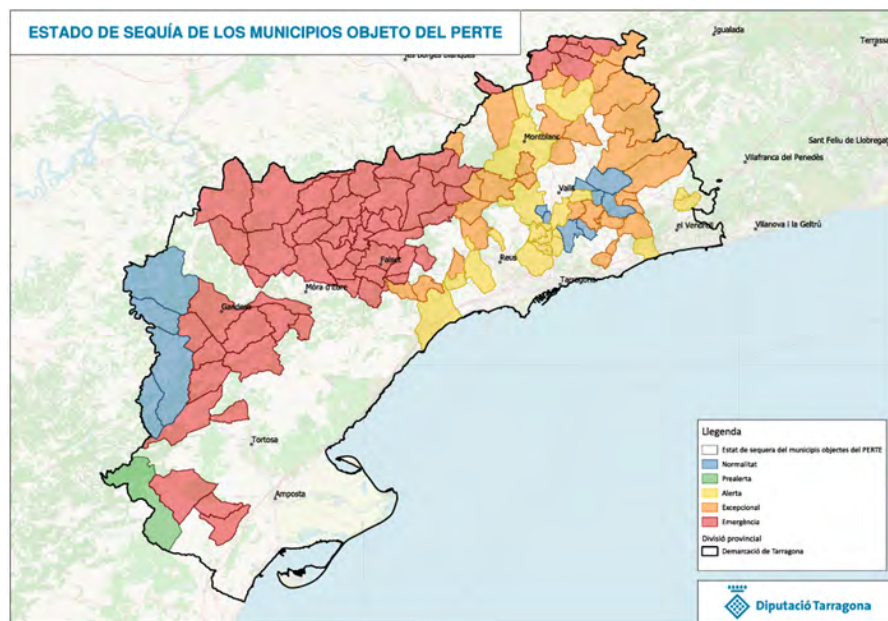 ESTADO DE SEQUÍA DE LOS MUNICIPIOS OBJETO DEL PERTE
Igualada
Terrassa
les Borges Blanques
Montblanc
Sant Feliu de Llobregat
Vilafranca del Penedès
Valls
el Vendrell
Vilanova i la Geltrú
Falset
Reus
Tarragona
Móra d'Ebre
Gandesa
Tortosa
Amposta
Llegenda
Estat de sequera del municipis objectes del PERTE
Normalitat
Prealerta
Alerta
Excepcional
Emergència
Divisió provincial
Demarcació de Tarragona
Diputació Tarragona